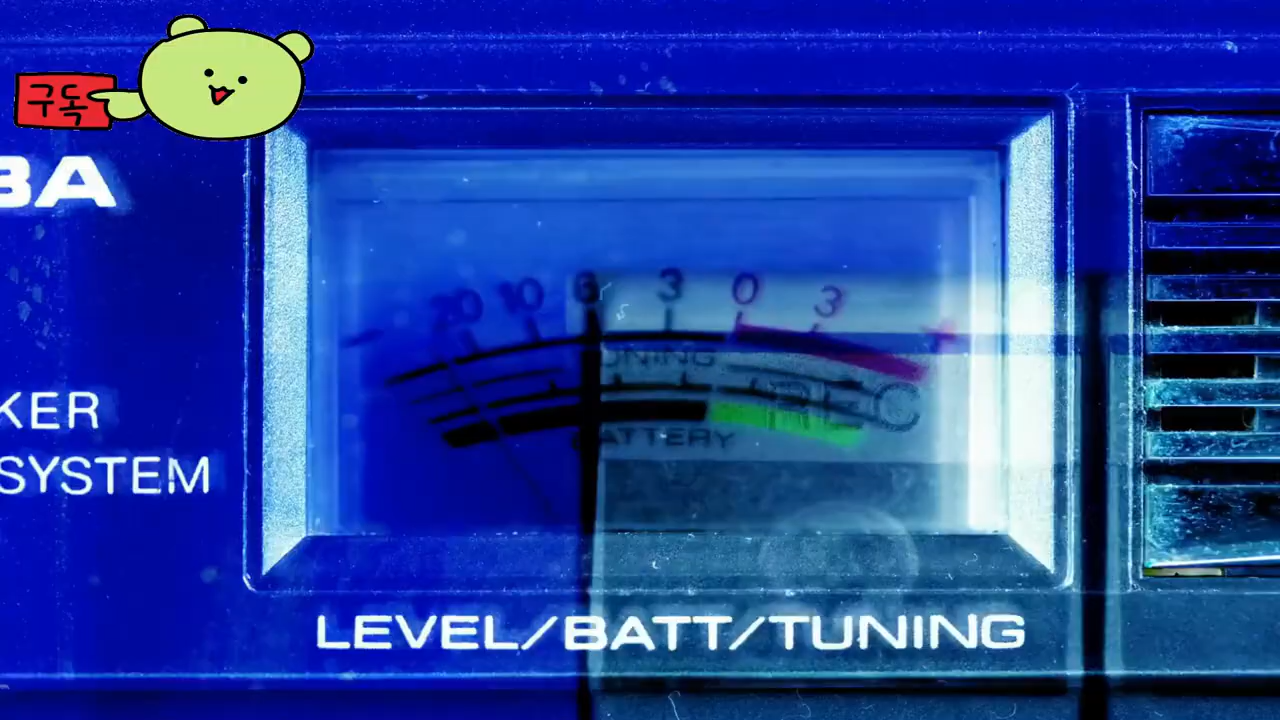 구독
BA
20 10 6 3 0 3 +
TUNING
REC
BATTERY
KER
SYSTEM
LEVEL/BATT/TUNING